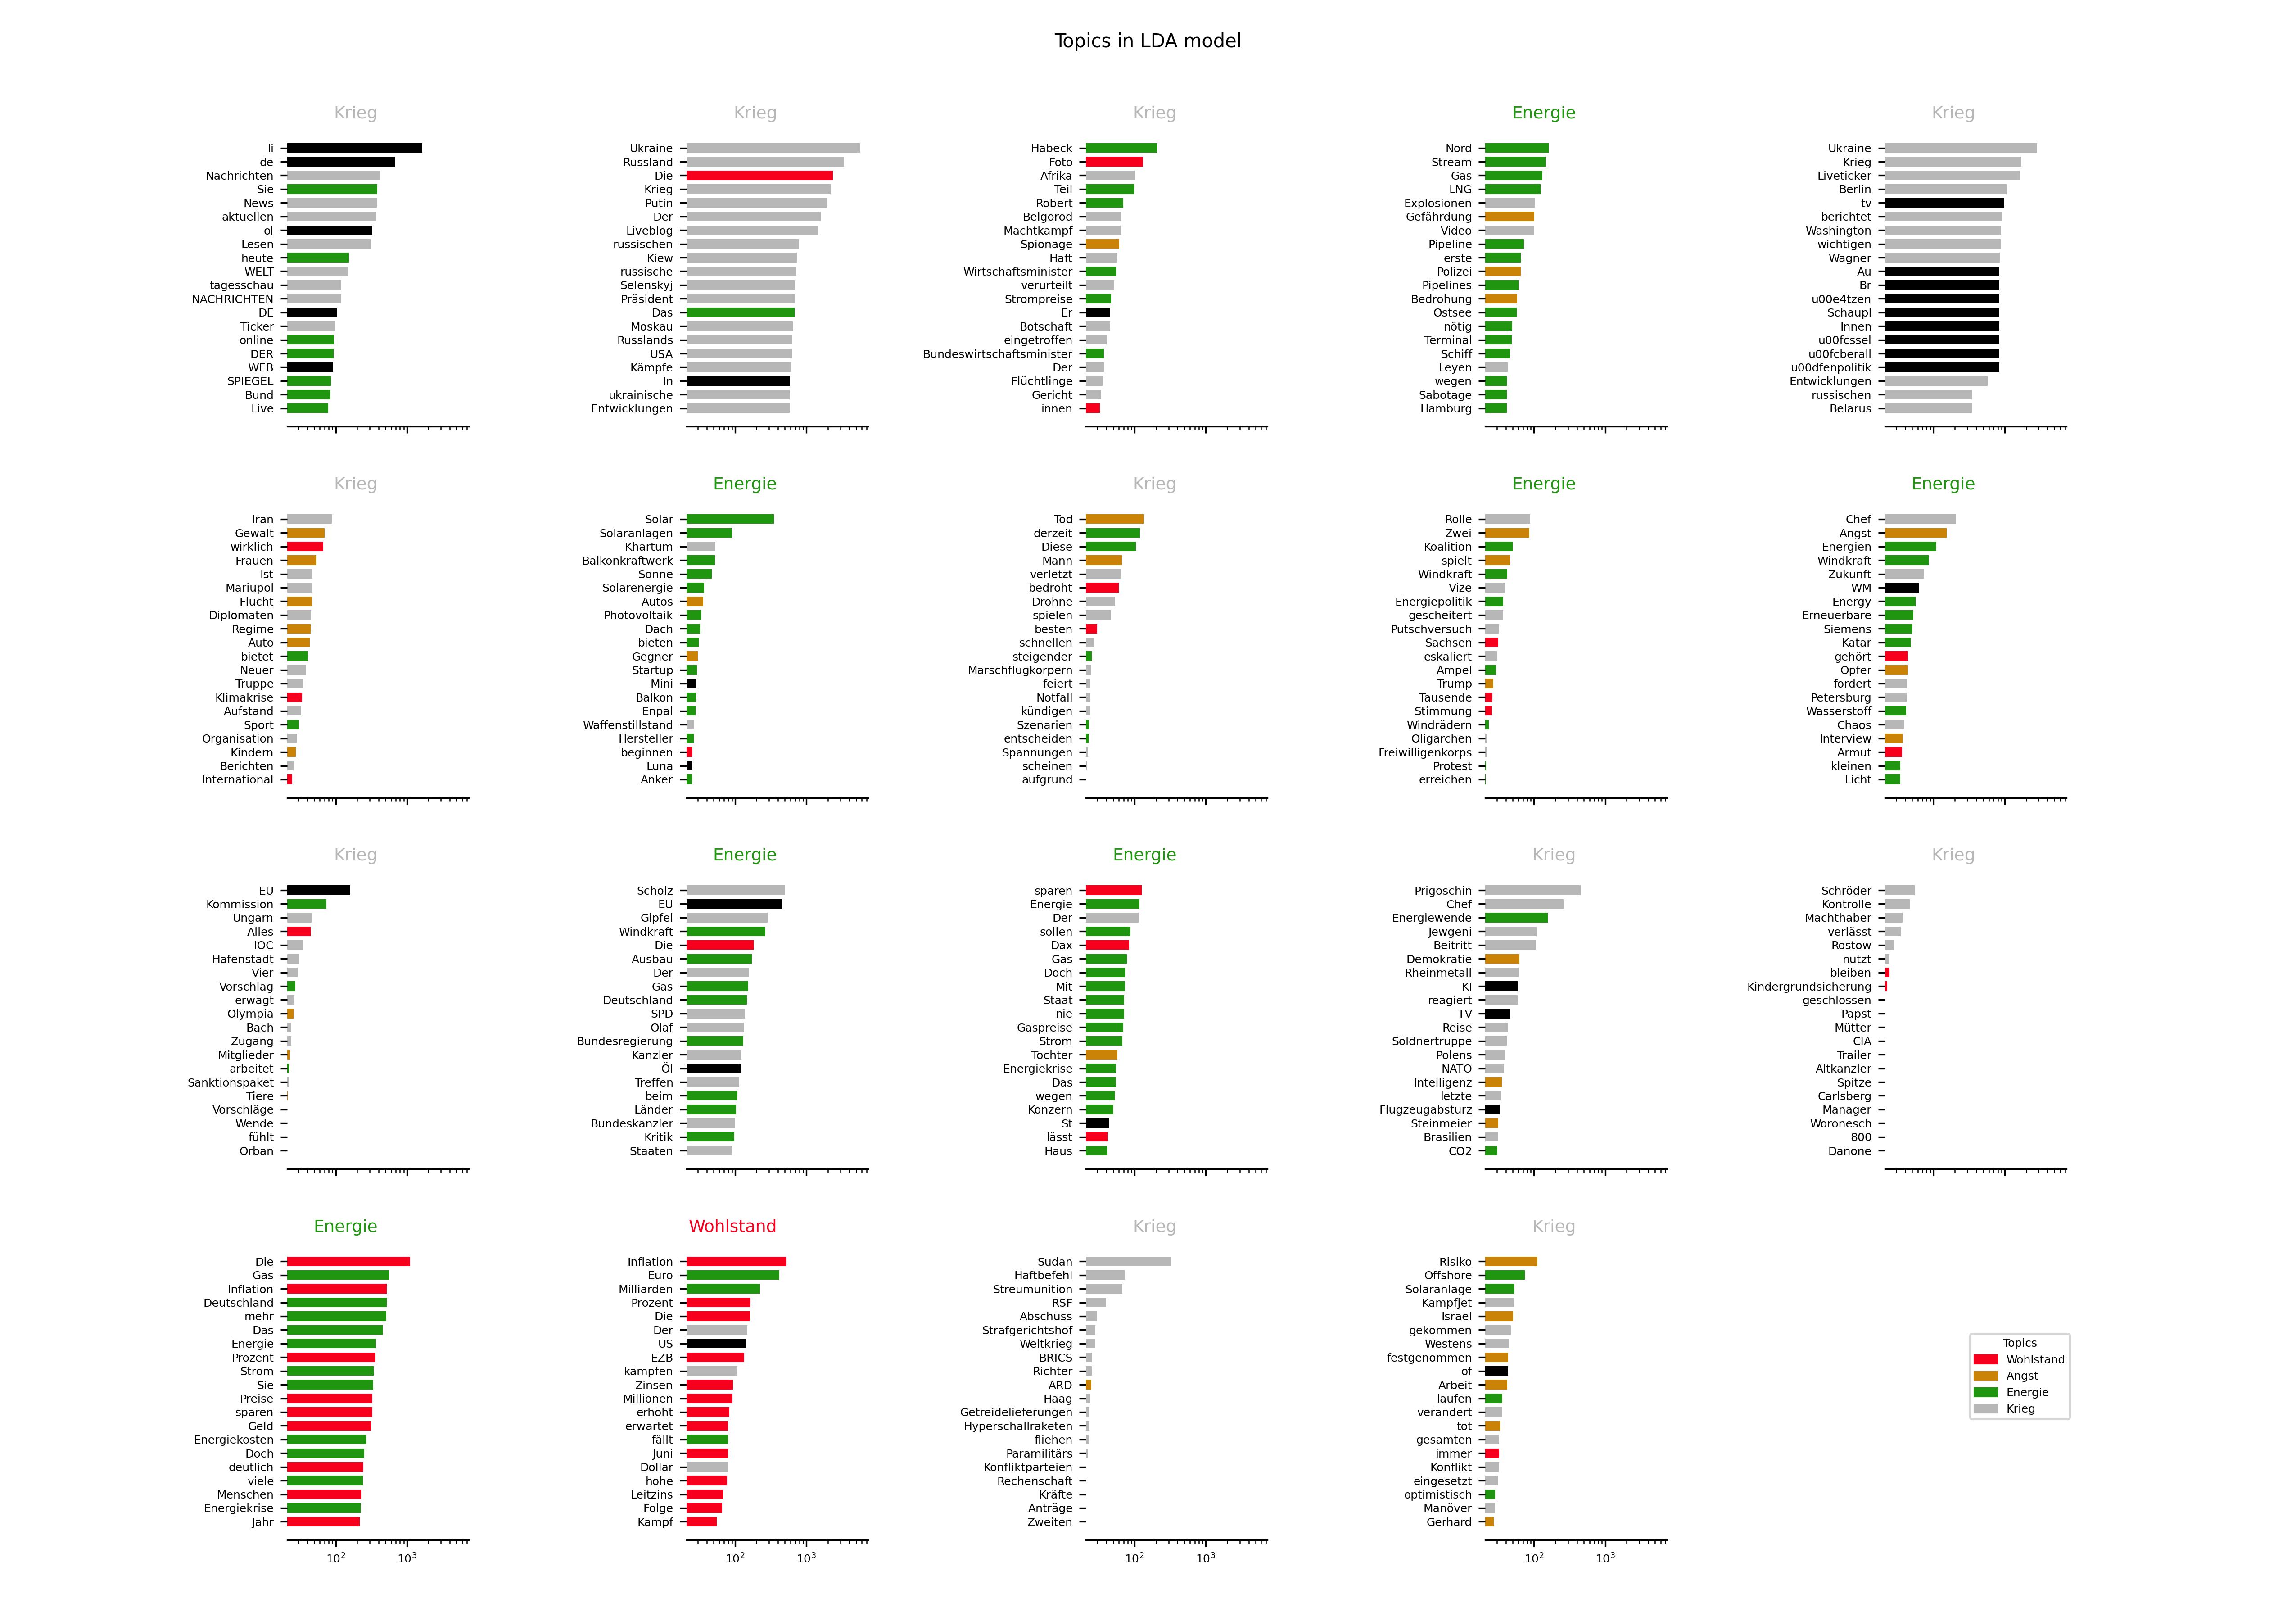 Topics in LDA model
Krieg
li
de
Nachrichten
Sie
News
aktuellen
ol
Lesen
heute
WELT
tagesschau
NACHRICHTEN
DE
Ticker
online
DER
WEB
SPIEGEL
Bund
Live
Krieg
Ukraine
Russland
Die
Krieg
Putin
Der
Liveblog
russischen
Kiew
russische
Selenskyj
Präsident
Das
Moskau
Russlands
USA
Kämpfe
In
ukrainische
Entwicklungen
Krieg
Habeck
Foto
Afrika
Teil
Robert
Belgorod
Machtkampf
Spionage
Haft
Wirtschaftsminister
verurteilt
Strompreise
Er
Botschaft
eingetroffen
Bundeswirtschaftsminister
Der
Flüchtlinge
Gericht
innen
Energie
Nord
Stream
Gas
LNG
Explosionen
Gefährdung
Video
Pipeline
erste
Polizei
Pipelines
Bedrohung
Ostsee
nötig
Terminal
Schiff
Leyen
wegen
Sabotage
Hamburg
Krieg
Ukraine
Krieg
Liveticker
Berlin
tv
berichtet
Washington
wichtigen
Wagner
Au
Br
u00e4tzen
Schaupl
Innen
u00fcssel
u00fcberall
u00dfenpolitik
Entwicklungen
russischen
Belarus
Krieg
Iran
Gewalt
wirklich
Frauen
Ist
Mariupol
Flucht
Diplomaten
Regime
Auto
bietet
Neuer
Truppe
Klimakrise
Aufstand
Sport
Organisation
Kindern
Berichten
International
Energie
Solar
Solaranlagen
Khartum
Balkonkraftwerk
Sonne
Solarenergie
Autos
Photovoltaik
Dach
bieten
Gegner
Startup
Mini
Balkon
Enpal
Waffenstillstand
Hersteller
beginnen
Luna
Anker
Krieg
Tod
derzeit
Diese
Mann
verletzt
bedroht
Drohne
spielen
besten
schnellen
steigender
Marschflugkörpern
feiert
Notfall
kündigen
Szenarien
entscheiden
Spannungen
scheinen
aufgrund
Energie
Rolle
Zwei
Koalition
spielt
Windkraft
Vize
Energiepolitik
gescheitert
Putschversuch
Sachsen
eskaliert
Ampel
Trump
Tausende
Stimmung
Windrädern
Oligarchen
Freiwilligenkorps
Protest
erreichen
Energie
Chef
Angst
Energien
Windkraft
Zukunft
WM
Energy
Erneuerbare
Siemens
Katar
gehört
Opfer
fordert
Petersburg
Wasserstoff
Chaos
Interview
Armut
kleinen
Licht
Krieg
EU
Kommission
Ungarn
Alles
IOC
Hafenstadt
Vier
Vorschlag
erwägt
Olympia
Bach
Zugang
Mitglieder
arbeitet
Sanktionspaket
Tiere
Vorschläge
Wende
fühlt
Orban
Energie
Scholz
EU
Gipfel
Windkraft
Die
Ausbau
Der
Gas
Deutschland
SPD
Olaf
Bundesregierung
Kanzler
Öl
Treffen
beim
Länder
Bundeskanzler
Kritik
Staaten
Energie
sparen
Energie
Der
sollen
Dax
Gas
Doch
Mit
Staat
nie
Gaspreise
Strom
Tochter
Energiekrise
Das
wegen
Konzern
St
lässt
Haus
Krieg
Prigoschin
Chef
Energiewende
Jewgeni
Beitritt
Demokratie
Rheinmetall
KI
reagiert
TV
Reise
Söldnertruppe
Polens
NATO
Intelligenz
letzte
Flugzeugabsturz
Steinmeier
Brasilien
CO2
Krieg
Schröder
Kontrolle
Machthaber
verlässt
Rostow
nutzt
bleiben
Kindergrundsicherung
geschlossen
Papst
Mütter
CIA
Trailer
Altkanzler
Spitze
Carlsberg
Manager
Woronesch
800
Danone
Energie
Die
Gas
Inflation
Deutschland
mehr
Das
Energie
Prozent
Strom
Sie
Preise
sparen
Geld
Energiekosten
Doch
deutlich
viele
Menschen
Energiekrise
Jahr
10² 10³
Wohlstand
Inflation
Euro
Milliarden
Prozent
Die
Der
US
EZB
kämpfen
Zinsen
Millionen
erhöht
erwartet
fällt
Juni
Dollar
hohe
Leitzins
Folge
Kampf
10² 10³
Krieg
Sudan
Haftbefehl
Streumunition
RSF
Abschuss
Strafgerichtshof
Weltkrieg
BRICS
Richter
ARD
Haag
Getreidelieferungen
Hyperschallraketen
fliehen
Paramilitärs
Konfliktparteien
Rechenschaft
Kräfte
Anträge
Zweiten
10² 10³
Krieg
Risiko
Offshore
Solaranlage
Kampfjet
Israel
gekommen
Westens
festgenommen
of
Arbeit
laufen
verändert
tot
gesamten
immer
Konflikt
eingesetzt
optimistisch
Manöver
Gerhard
10² 10³
Topics
Wohlstand
Angst
Energie
Krieg